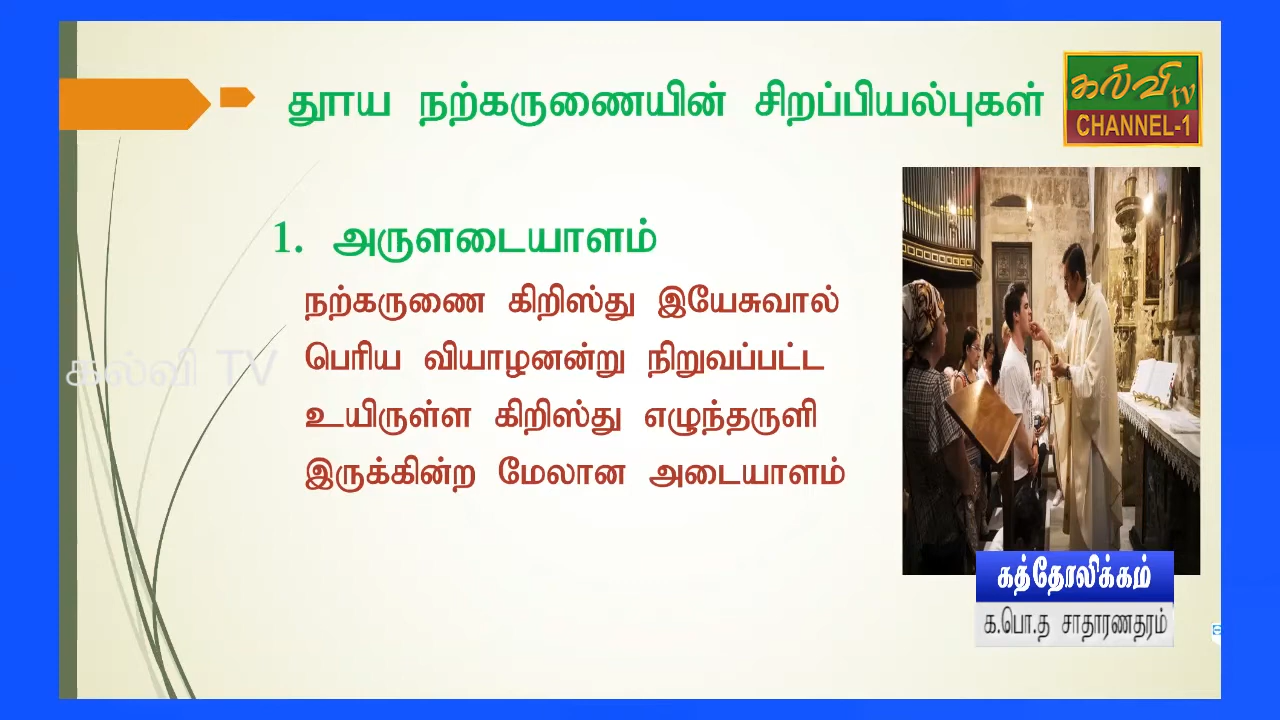 தூய நற்கருணையின் சிறப்பியல்புகள்
கல்வி TV
CHANNEL-1
1. அருளடையாளம்
நற்கருணை கிறிஸ்து இயேசுவால்
பெரிய வியாழனன்று நிறுவப்பட்ட
உயிருள்ள கிறிஸ்து எழுந்தருளி
இருக்கின்ற மேலான அடையாளம்
கல்வி TV
கத்தோலிக்கம்
க.பொ.த சாதாரணதரம்